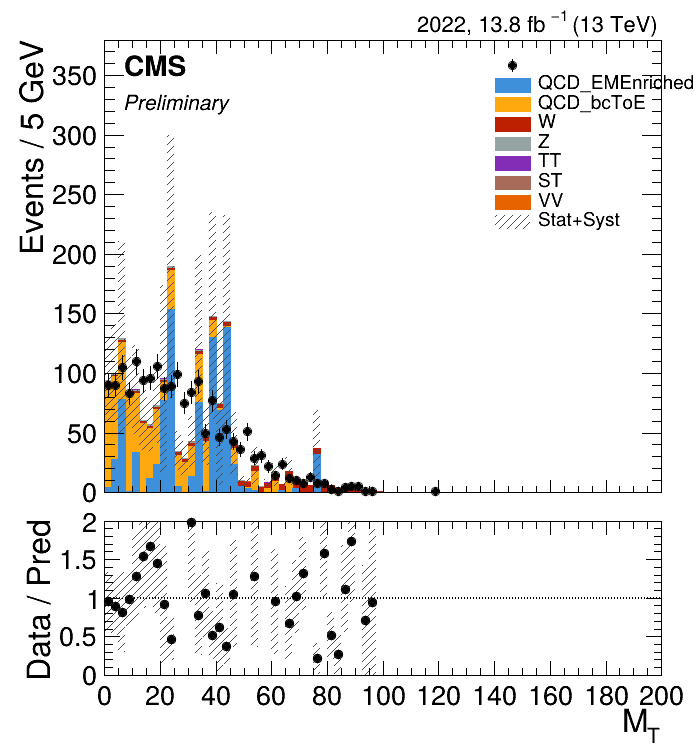 2022, 13.8 fb⁻¹ (13 TeV)
CMS
Preliminary
Events / 5 GeV
350
300
250
200
150
100
50
0
QCD_EMEnriched
QCD_bcToE
W
Z
TT
ST
VV
Stat+Syst
Data / Pred
2
1.5
1
0.5
0
0 20 40 60 80 100 120 140 160 180 200
M_T